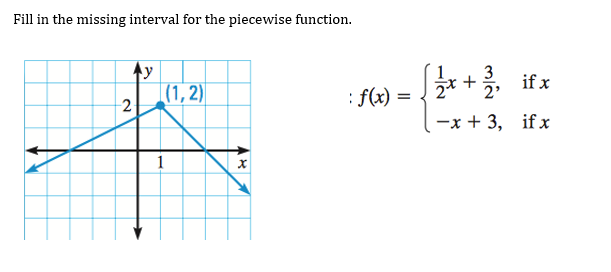 Fill in the missing interval for the piecewise function.
y
(1, 2)
2
1
x
: f(x) = { 1/2 x + 3/2, if x
−x + 3, if x